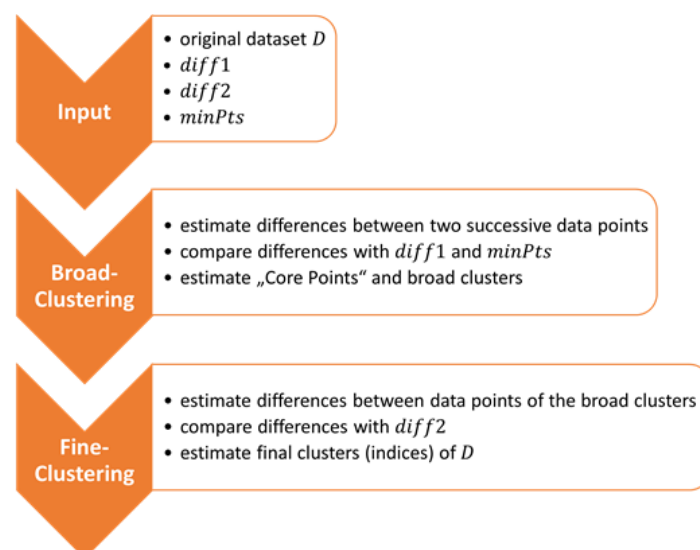 Input
• original dataset D
• diff1
• diff2
• minPts
Broad-
Clustering
• estimate differences between two successive data points
• compare differences with diff1 and minPts
• estimate „Core Points“ and broad clusters
Fine-
Clustering
• estimate differences between data points of the broad clusters
• compare differences with diff2
• estimate final clusters (indices) of D